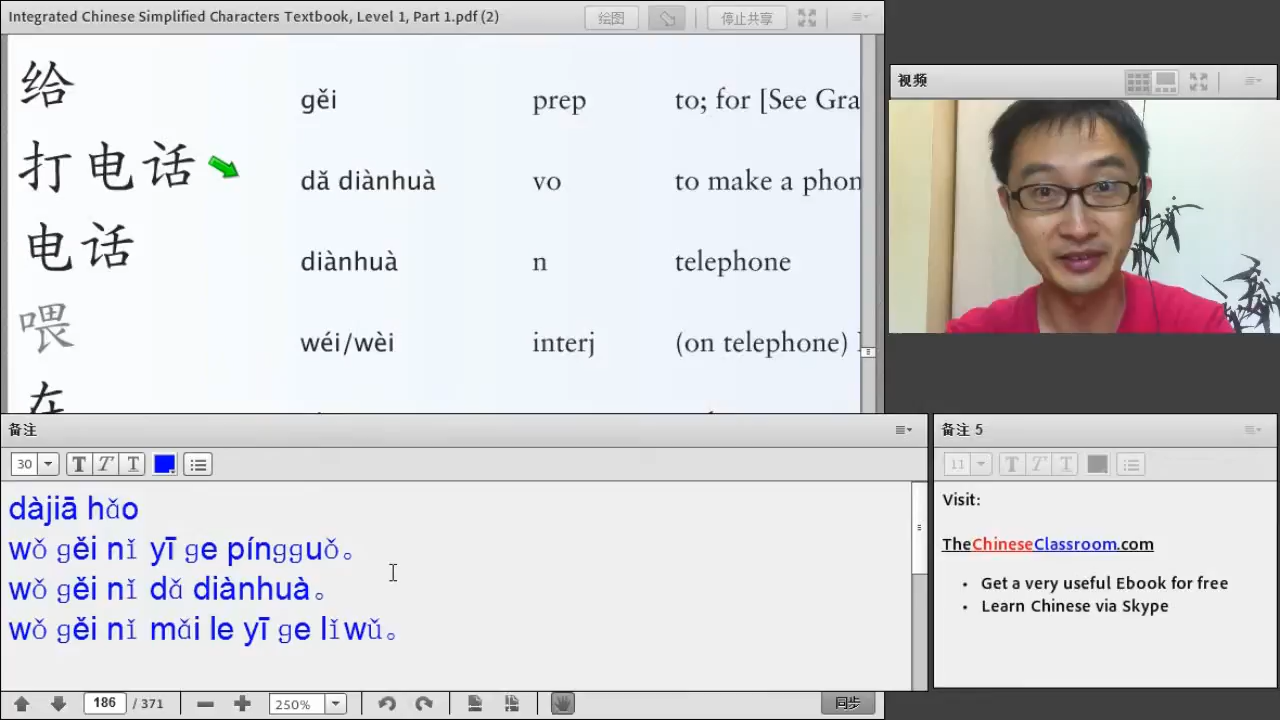 Integrated Chinese Simplified Characters Textbook, Level 1, Part 1.pdf (2)
绘图
停止共享
给 gěi prep to; for [See Gra
打电话 dǎ diànhuà vo to make a phon
电话 diànhuà n telephone
喂 wéi/wèi interj (on telephone)
在
视频
备注
30 T T T
dàjiā hǎo
wǒ gěi nǐ yī ge píngguǒ。
wǒ gěi nǐ dǎ diànhuà。
wǒ gěi nǐ mǎi le yī ge lǐwǔ。
186 / 371
250%
同步
备注 5
11 T T T
Visit:
TheChineseClassroom.com
• Get a very useful Ebook for free
• Learn Chinese via Skype